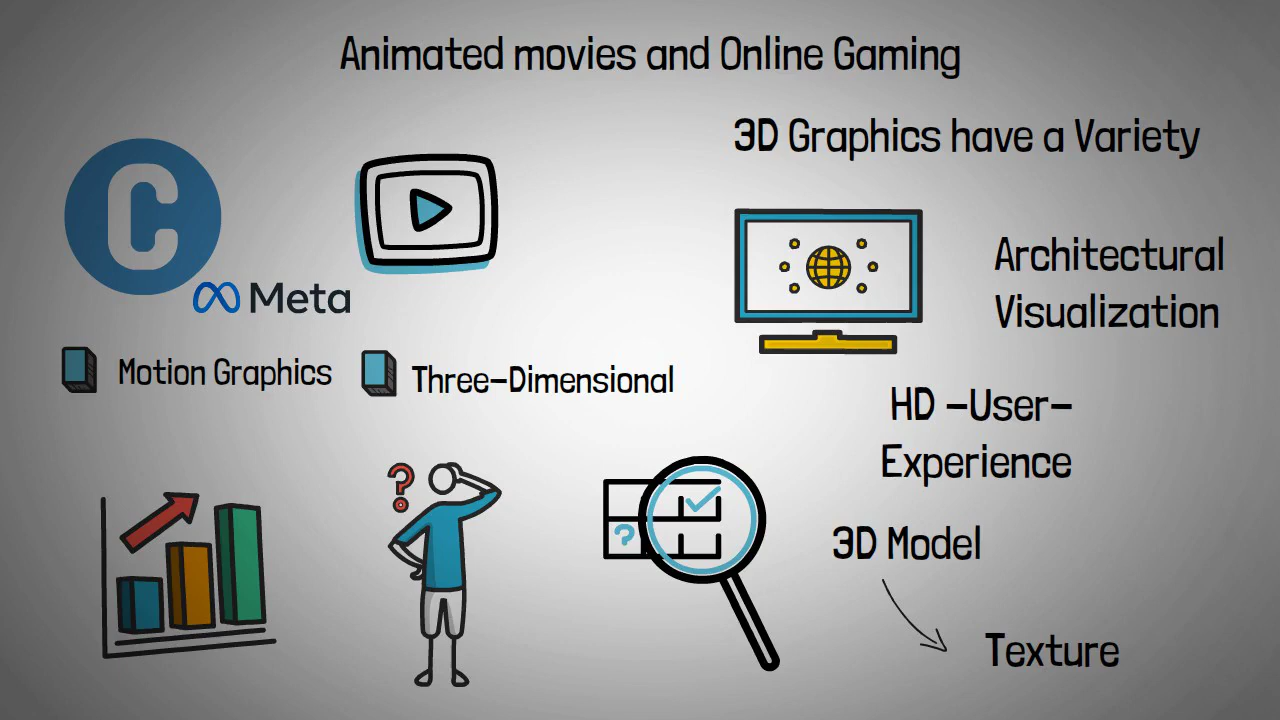 Animated movies and Online Gaming
3D Graphics have a Variety
C
Meta
Architectural
Visualization
Motion Graphics
Three-Dimensional
HD -User-
Experience
?
?
3D Model
Texture